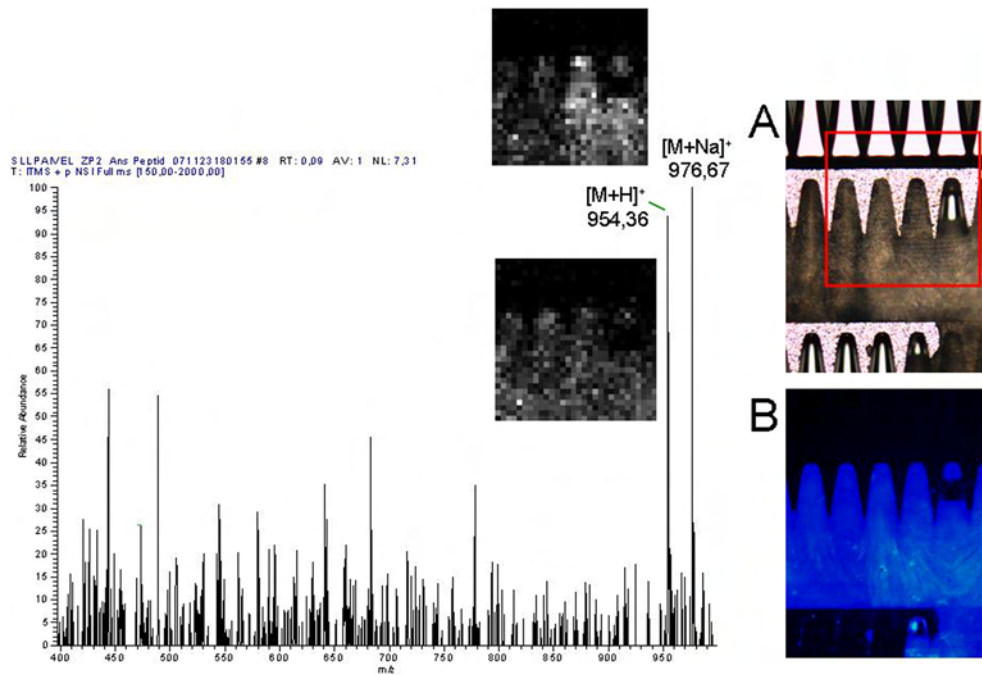 SLLPAIVEL ZP2 Ans Peptid 071123180155 #8 RT: 0,09 AV: 1 NL: 7,31
T: ITMS + p NSI Full ms [150,00-2000,00]
100
95
90
85
80
75
70
65
60
55
50
45
40
35
30
25
20
15
10
5
0
Relative Abundance
400 450 500 550 600 650 700 750 800 850 900 950 1000
m/z
[M+H]⁺
954,36
[M+Na]⁺
976,67
A
B